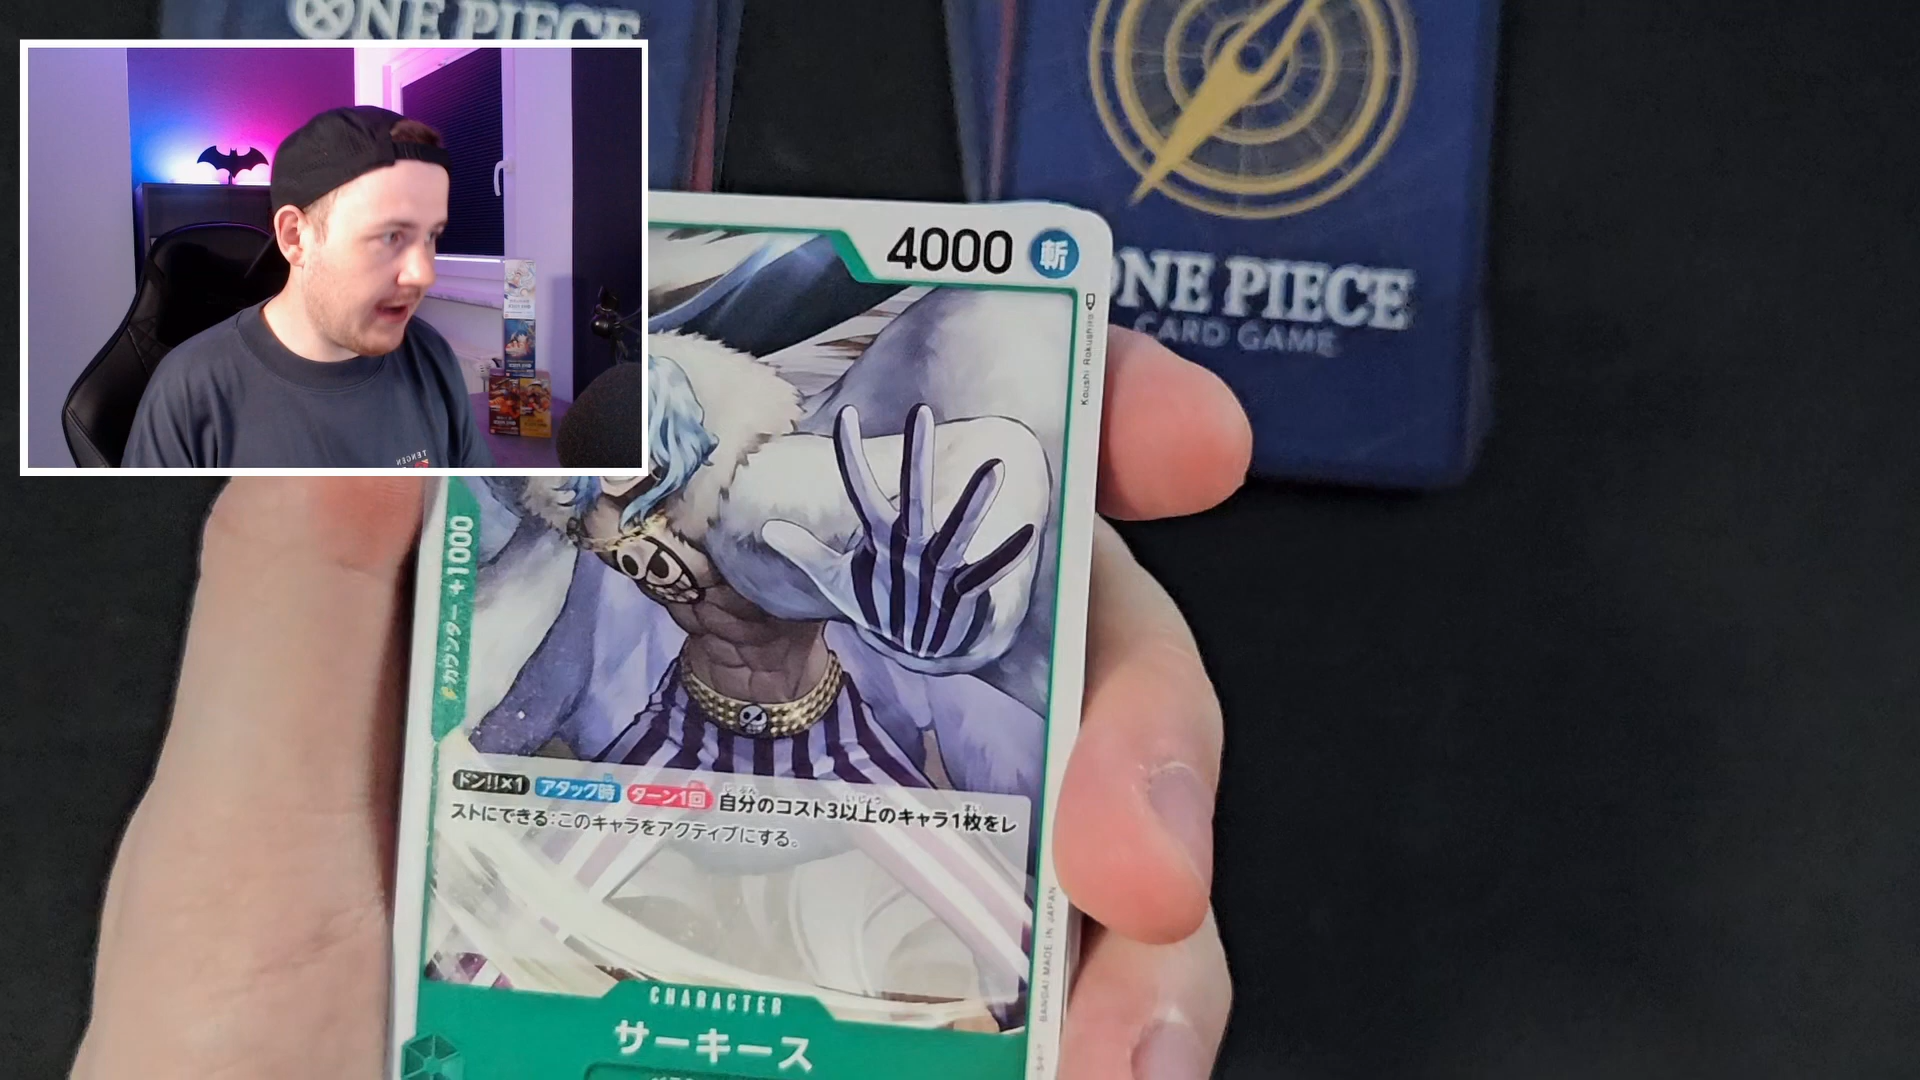 ONE PIECE
4000 斬
ONE PIECE
CARD GAME
Koushi Rokushiro
TENGEN
カウンター +1000
ドン!!×1 アタック時 ターン1回 自分のコスト3以上のキャラ1枚をレ
ストにできる:このキャラをアクティブにする。
BANDAI MADE IN JAPAN
CHARACTER
サーキース